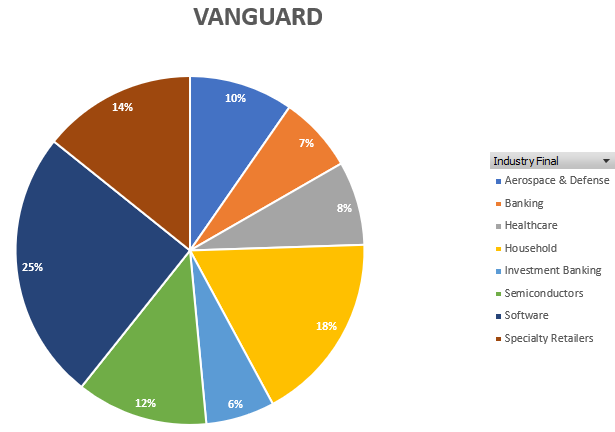 VANGUARD
10%
7%
8%
18%
6%
12%
25%
14%
Industry Final
Aerospace & Defense
Banking
Healthcare
Household
Investment Banking
Semiconductors
Software
Specialty Retailers